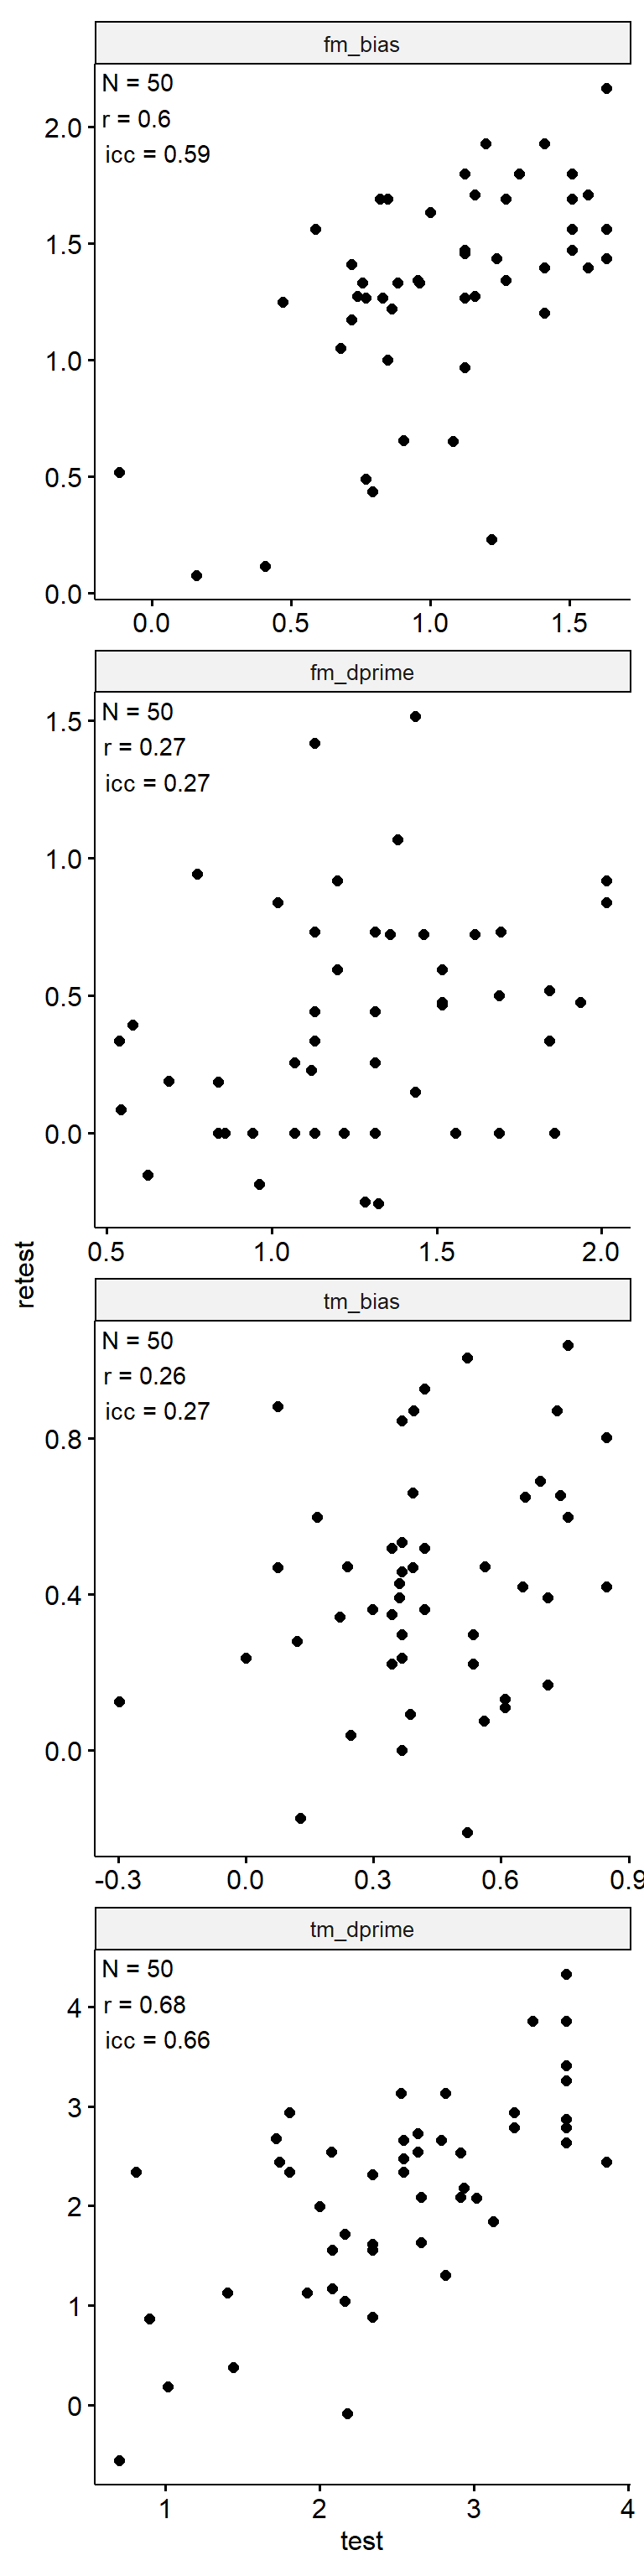 fm_bias
N = 50
r = 0.6
icc = 0.59
2.0
1.5
1.0
0.5
0.0
0.0 0.5 1.0 1.5
fm_dprime
N = 50
r = 0.27
icc = 0.27
1.5
1.0
0.5
0.0
0.5 1.0 1.5 2.0
retest
tm_bias
N = 50
r = 0.26
icc = 0.27
0.8
0.4
0.0
-0.3 0.0 0.3 0.6 0.9
tm_dprime
N = 50
r = 0.68
icc = 0.66
4
3
2
1
0
1 2 3 4
test